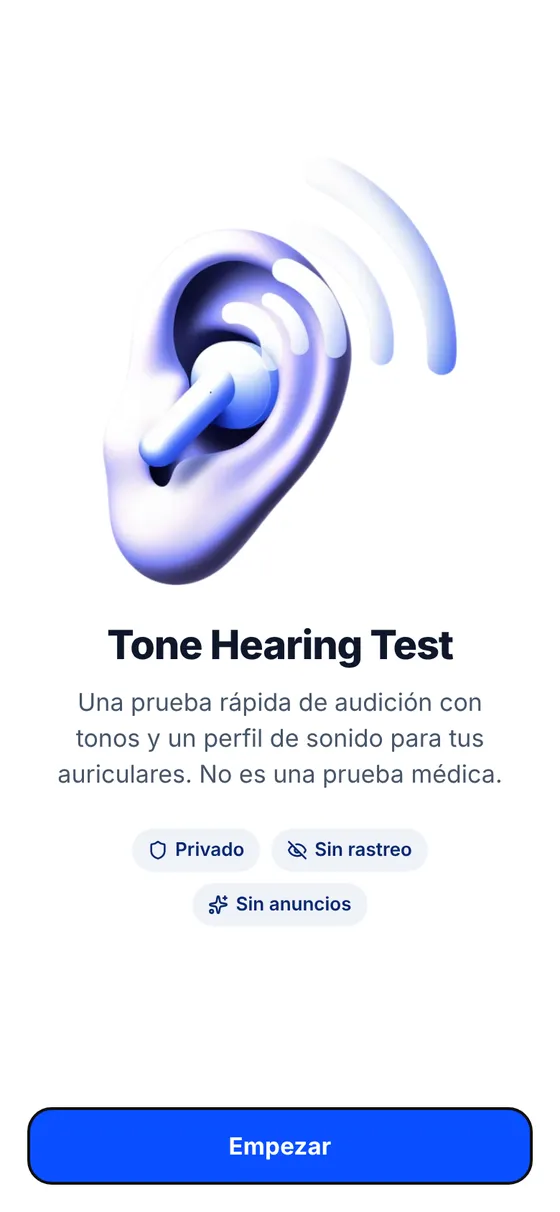 Tone Hearing Test
Una prueba rápida de audición con
tonos y un perfil de sonido para tus
auriculares. No es una prueba médica.
Privado
Sin rastreo
Sin anuncios
Empezar